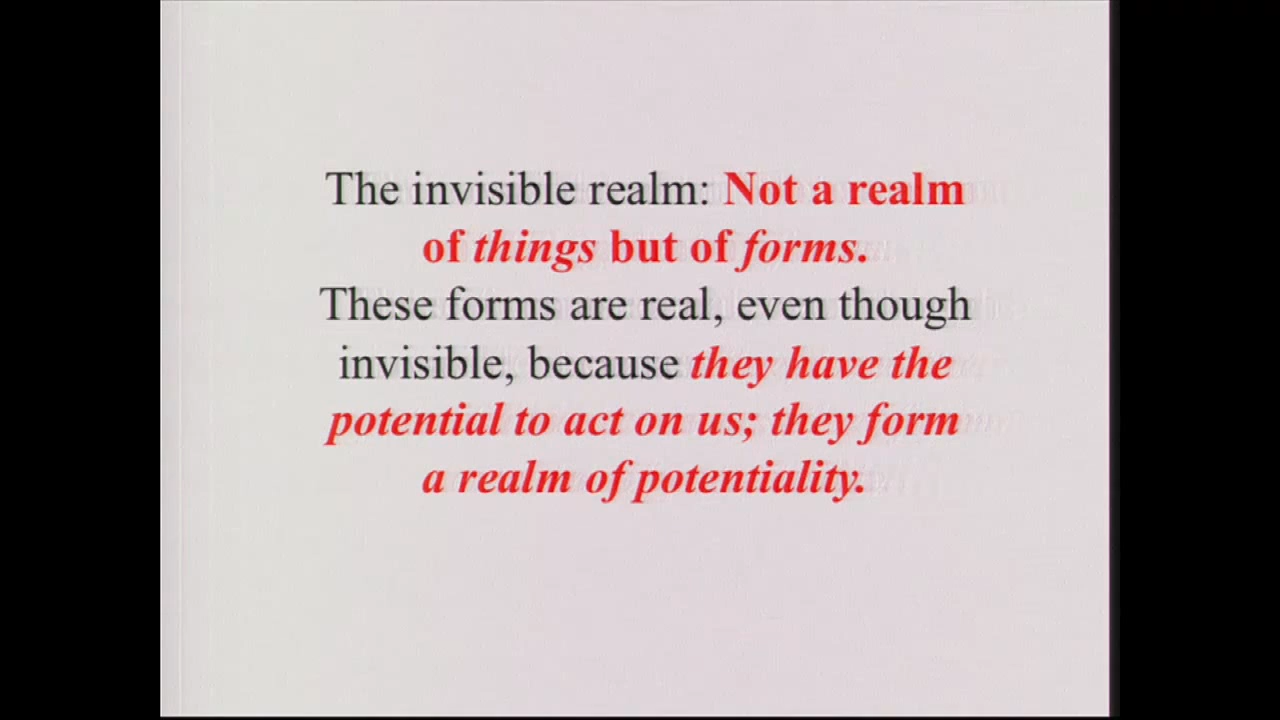 The invisible realm: Not a realm
of things but of forms.
These forms are real, even though
invisible, because they have the
potential to act on us; they form
a realm of potentiality.